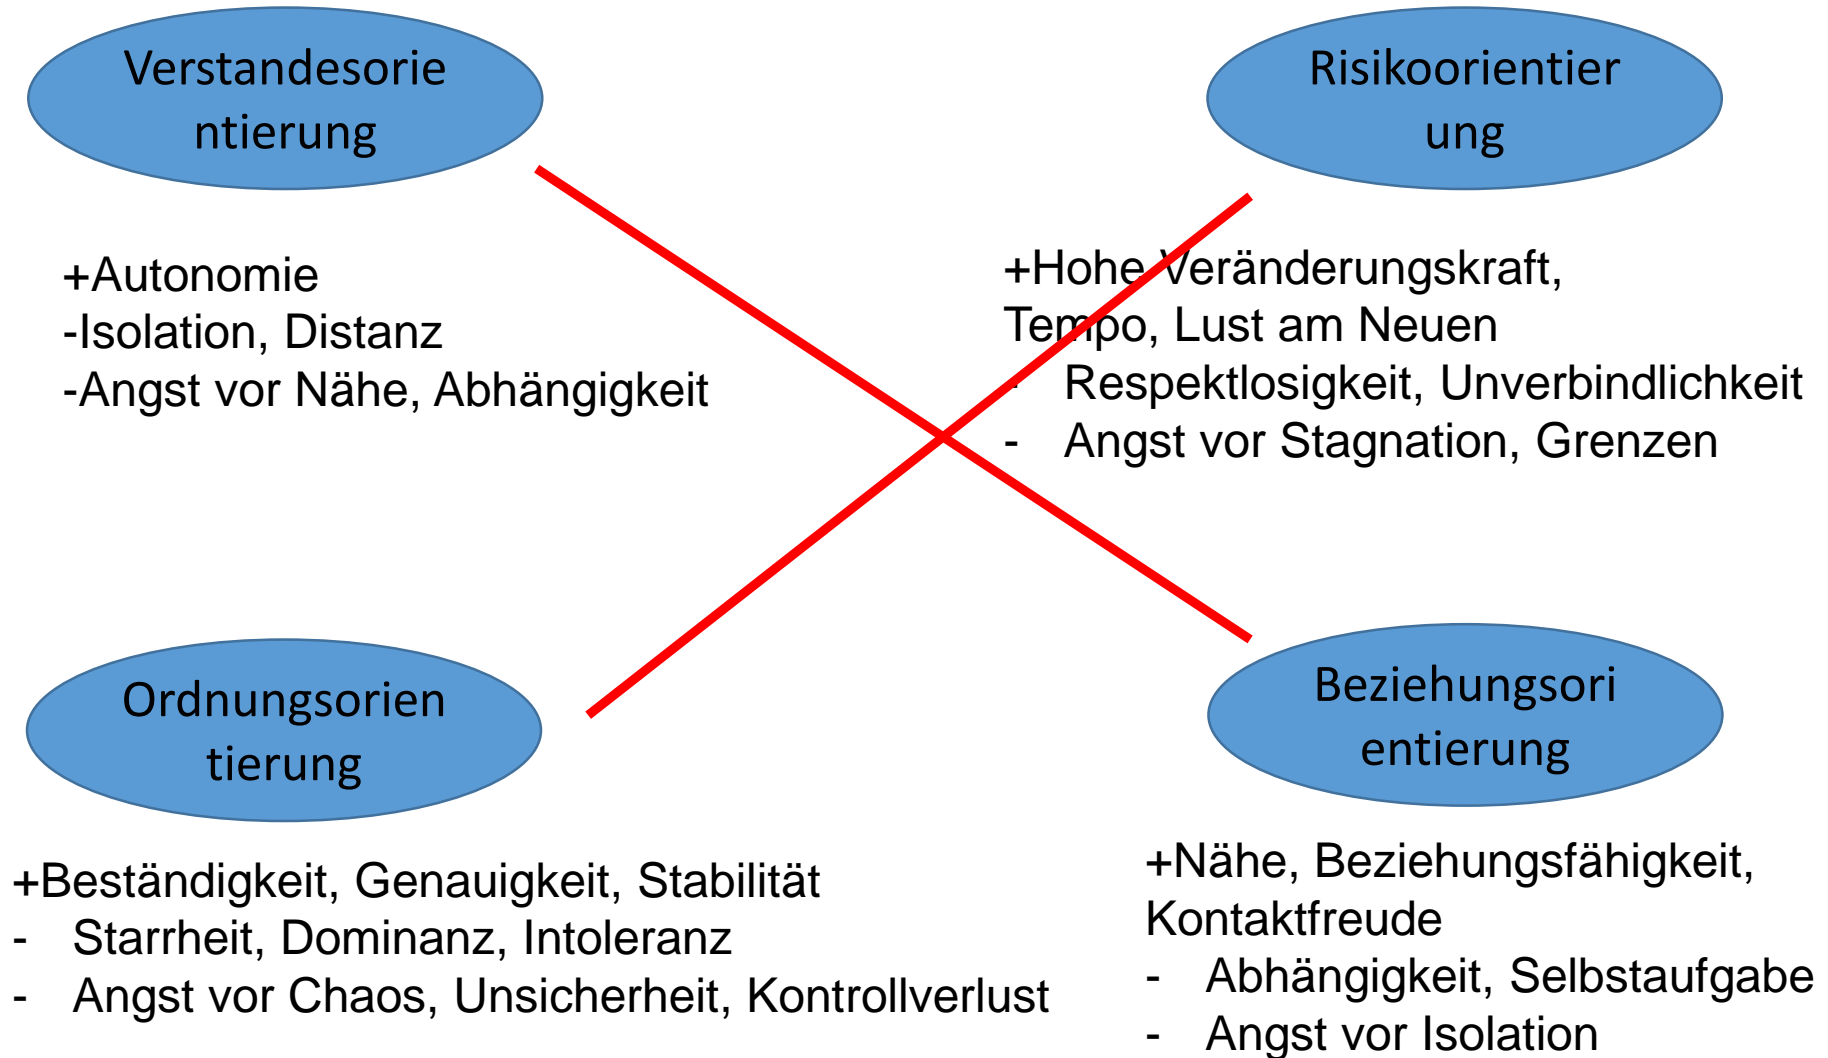 Verstandesorie
ntierung
+Autonomie
-Isolation, Distanz
-Angst vor Nähe, Abhängigkeit
Risikoorientier
ung
+Hohe Veränderungskraft,
Tempo, Lust am Neuen
- Respektlosigkeit, Unverbindlichkeit
- Angst vor Stagnation, Grenzen
Ordnungsorien
tierung
+Beständigkeit, Genauigkeit, Stabilität
- Starrheit, Dominanz, Intoleranz
- Angst vor Chaos, Unsicherheit, Kontrollverlust
Beziehungsori
entierung
+Nähe, Beziehungsfähigkeit,
Kontaktfreude
- Abhängigkeit, Selbstaufgabe
- Angst vor Isolation